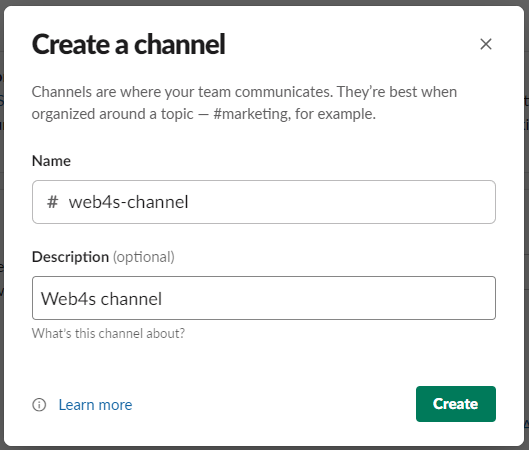 Create a channel
Channels are where your team communicates. They’re best when
organized around a topic — #marketing, for example.
Name
# web4s-channel
Description (optional)
Web4s channel
What's this channel about?
Learn more
Create